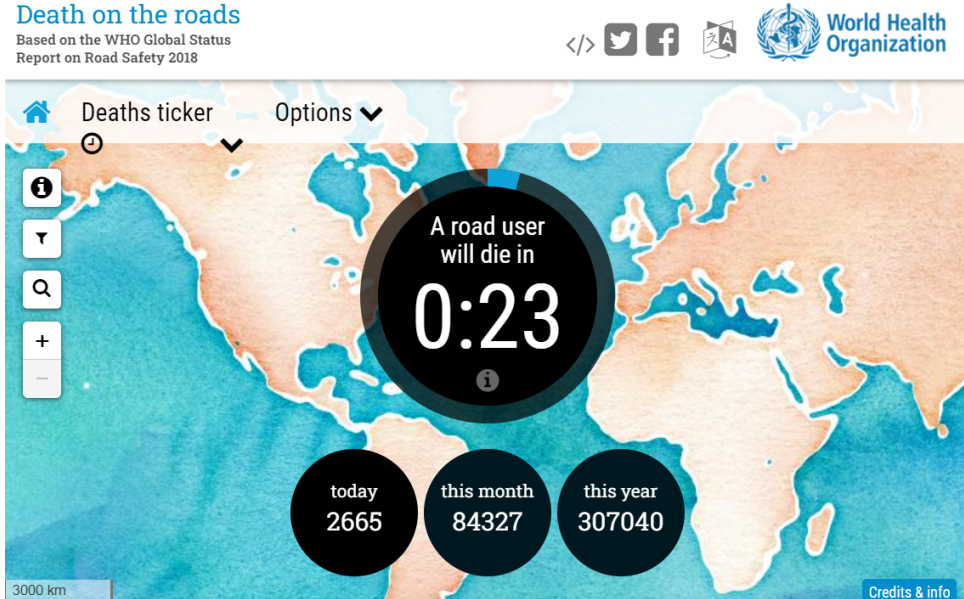 Death on the roads
Based on the WHO Global Status
Report on Road Safety 2018
</>
World Health
Organization
Deaths ticker
Options
A road user
will die in
0:23
today
2665
this month
84327
this year
307040
3000 km
Credits & info